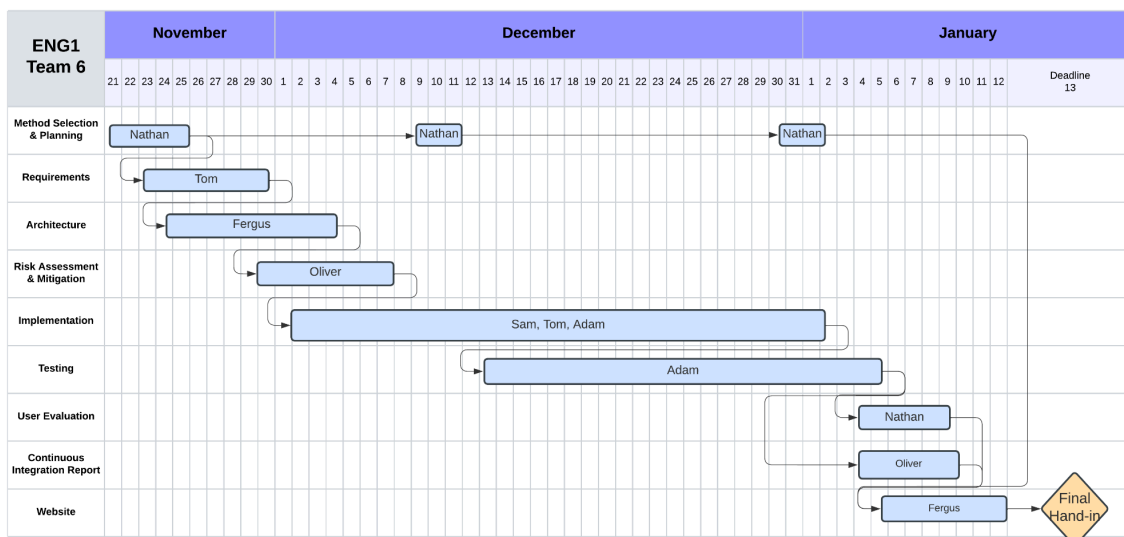 ENG1
Team 6
November
December
January
21 22 23 24 25 26 27 28 29 30 1 2 3 4 5 6 7 8 9 10 11 12 13 14 15 16 17 18 19 20 21 22 23 24 25 26 27 28 29 30 31 1 2 3 4 5 6 7 8 9 10 11 12
Deadline
13
Method Selection
& Planning
Nathan
Nathan
Nathan
Requirements
Tom
Architecture
Fergus
Risk Assessment
& Mitigation
Oliver
Implementation
Sam, Tom, Adam
Testing
Adam
User Evaluation
Nathan
Continuous
Integration Report
Oliver
Website
Fergus
Final
Hand-in